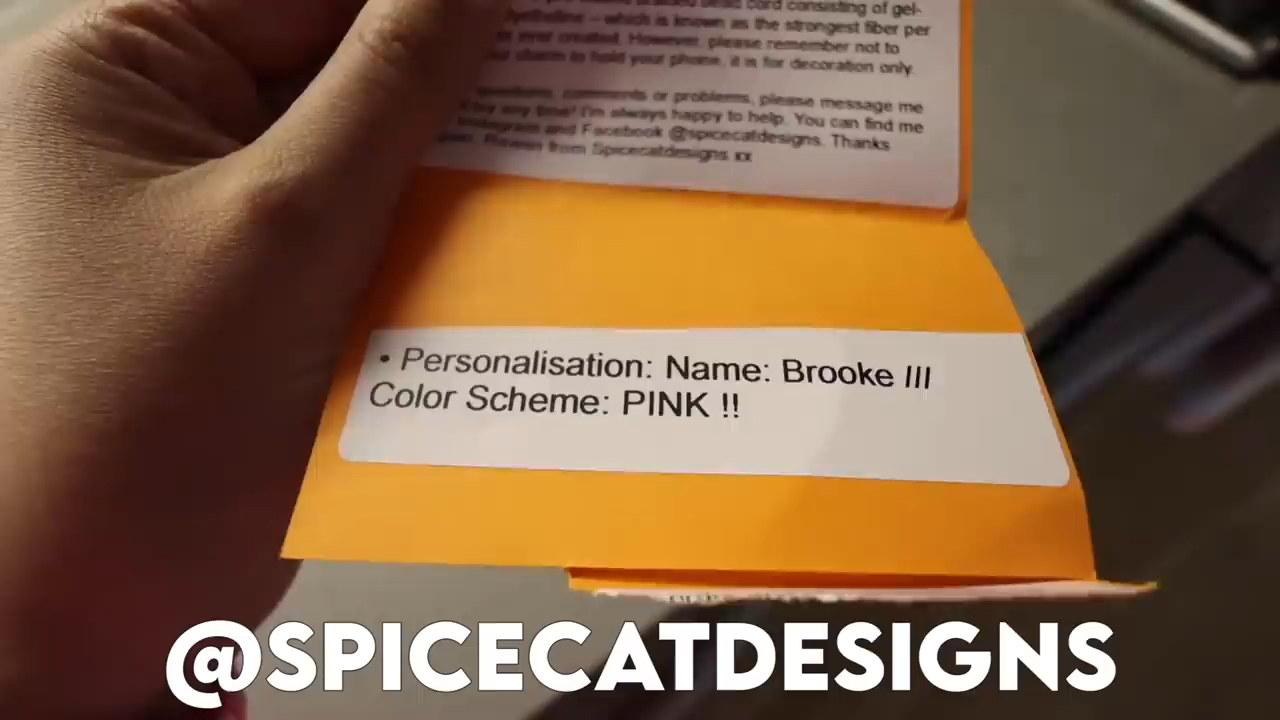 cord consisting of gel-
which is known as the strongest fiber per
ever created. However, please remember not to
charm to hold your phone, it is for decoration only.
questions, comments or problems, please message me
any time! I'm always happy to help. You can find me
Instagram and Facebook @spicecatdesigns. Thanks
from Spicecatdesigns xx
• Personalisation: Name: Brooke III
Color Scheme: PINK !!
@SPICECATDESIGNS